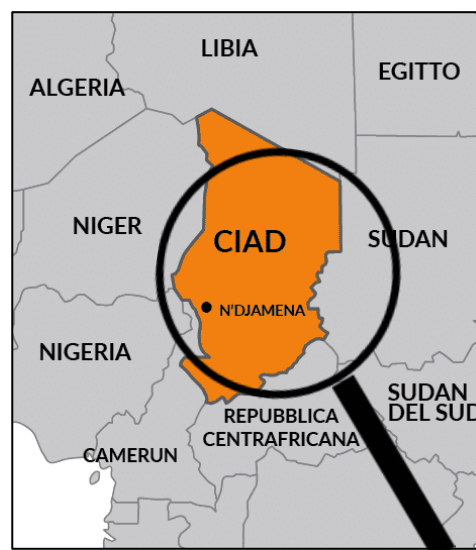 LIBIA
EGITTO
ALGERIA
NIGER
CIAD
SUDAN
N'DJAMENA
NIGERIA
SUDAN
DEL SUD
REPUBBLICA
CENTRAFRICANA
CAMERUN